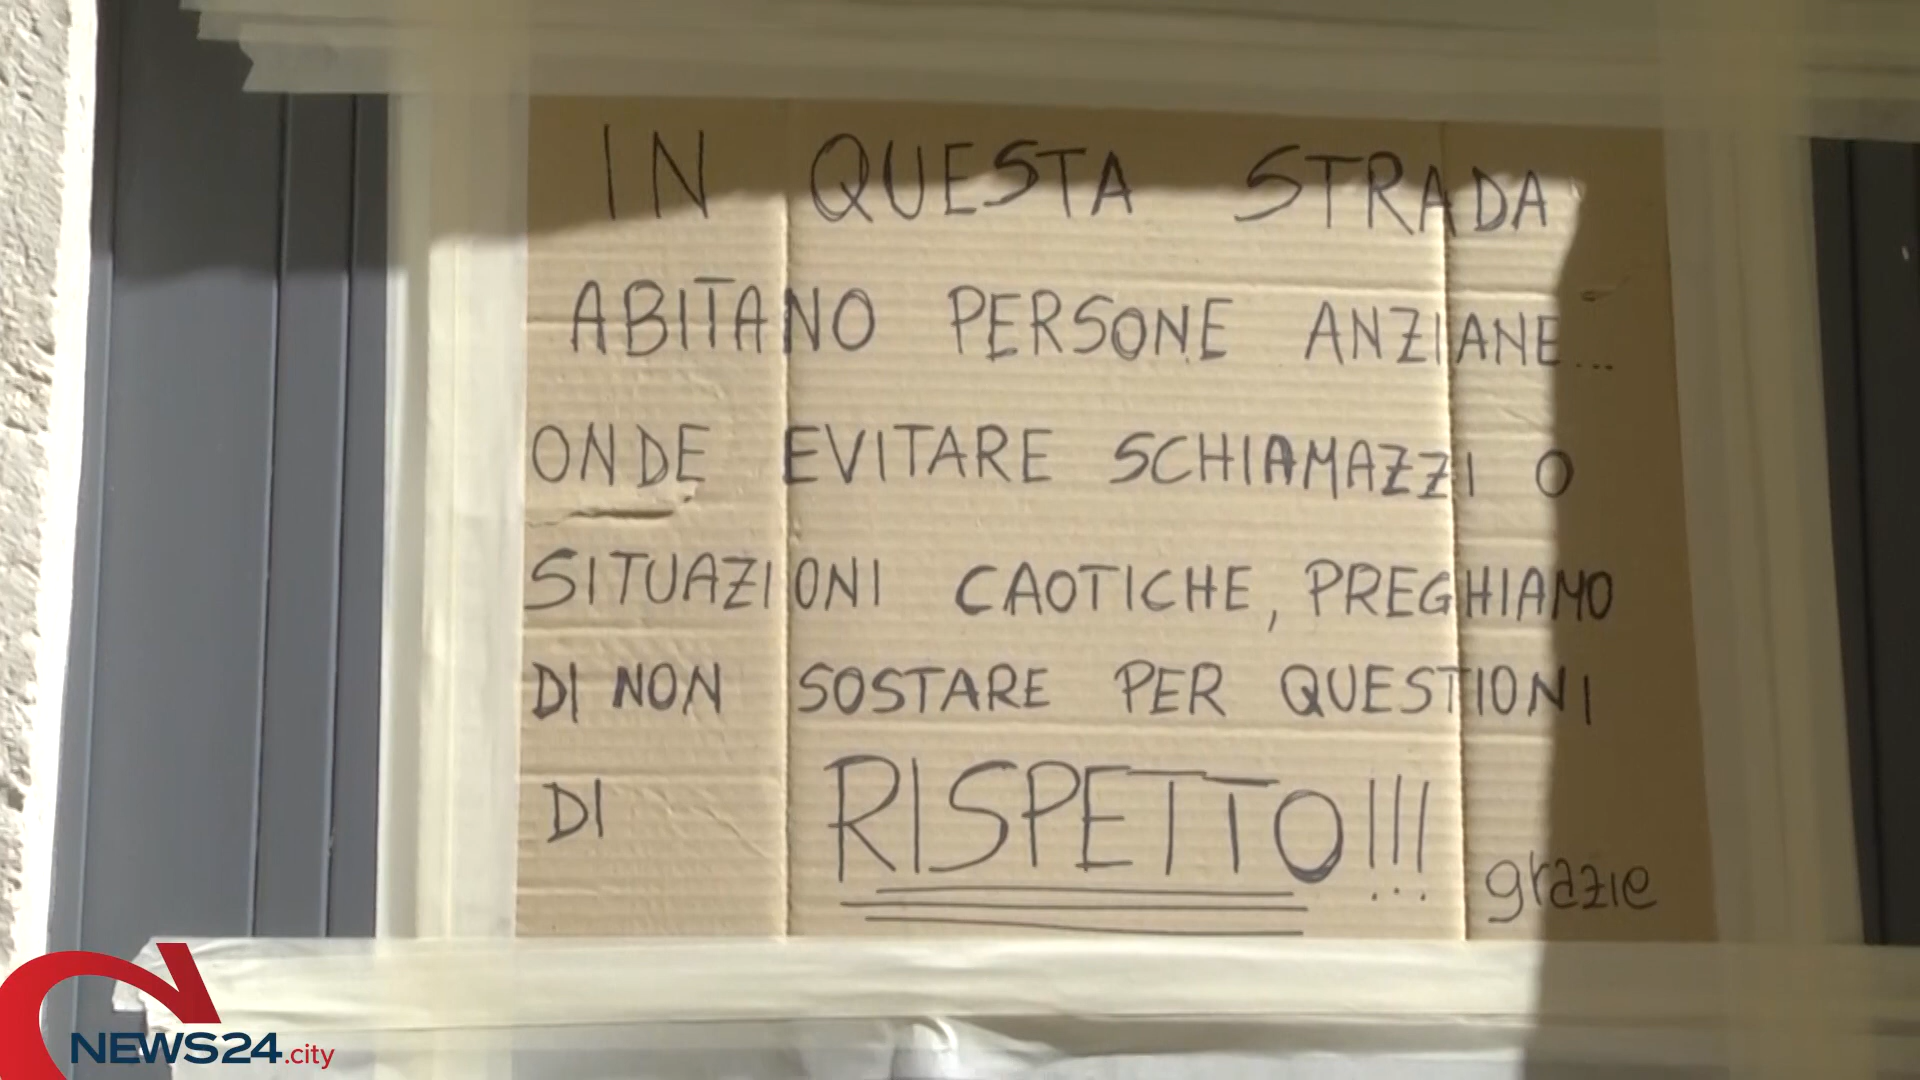 IN QUESTA STRADA
ABITANO PERSONE ANZIANE...
ONDE EVITARE SCHIAMAZZI O
SITUAZIONI CAOTICHE, PREGHIAMO
DI NON SOSTARE PER QUESTIONI
DI RISPETTO!!!
grazie
NEWS24.city